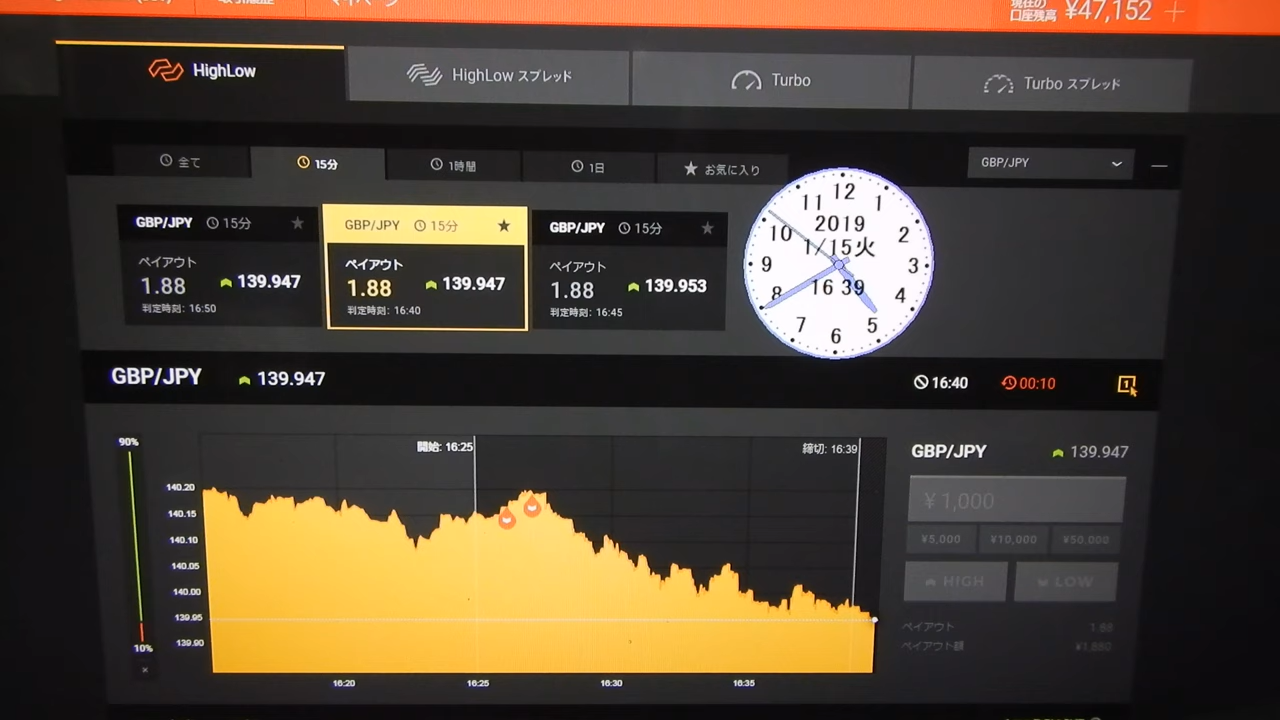 現在の
口座残高 ¥47,152
HighLow
HighLow スプレッド
Turbo
Turbo スプレッド
全て
15分
1時間
1日
お気に入り
GBP/JPY
GBP/JPY 15分
ペイアウト
1.88 139.947
判定時刻: 16:50
GBP/JPY 15分
ペイアウト
1.88 139.947
判定時刻: 16:40
GBP/JPY 15分
ペイアウト
1.88 139.953
判定時刻: 16:45
12
1
2
3
4
5
6
7
8
9
10
11
2019
1/15火
16 39
GBP/JPY 139.947
16:40
00:10
1
90%
10%
×
開始: 16:25
締切: 16:39
140.20
140.15
140.10
140.05
140.00
139.95
139.90
16:20
16:25
16:30
16:35
GBP/JPY 139.947
¥ 1,000
¥5,000
¥10,000
¥50,000
HIGH
LOW
ペイアウト 1.88
ペイアウト額 ¥1,880